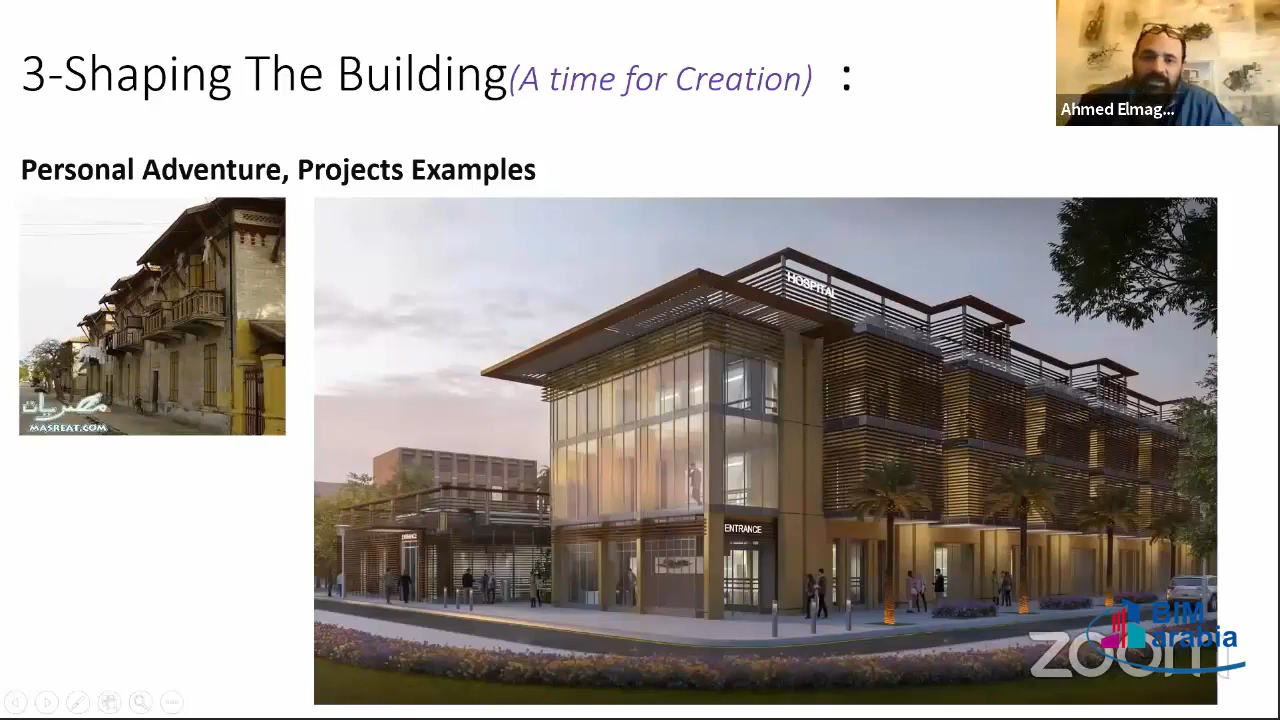 3-Shaping The Building(A time for Creation) :
Ahmed Elmag...
Personal Adventure, Projects Examples
HOSPITAL
مصريات
MASREAT.COM
ENTRANCE
ENTRANCE
BIM
arabia
zoom